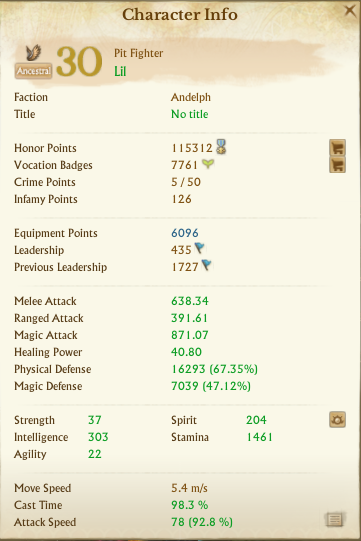 Character Info
Ancestral 30 Pit Fighter
Lil
Faction Andelph
Title No title
Honor Points 115312
Vocation Badges 7761
Crime Points 5 / 50
Infamy Points 126
Equipment Points 6096
Leadership 435
Previous Leadership 1727
Melee Attack 638.34
Ranged Attack 391.61
Magic Attack 871.07
Healing Power 40.80
Physical Defense 16293 (67.35%)
Magic Defense 7039 (47.12%)
Strength 37 Spirit 204
Intelligence 303 Stamina 1461
Agility 22
Move Speed 5.4 m/s
Cast Time 98.3 %
Attack Speed 78 (92.8 %)